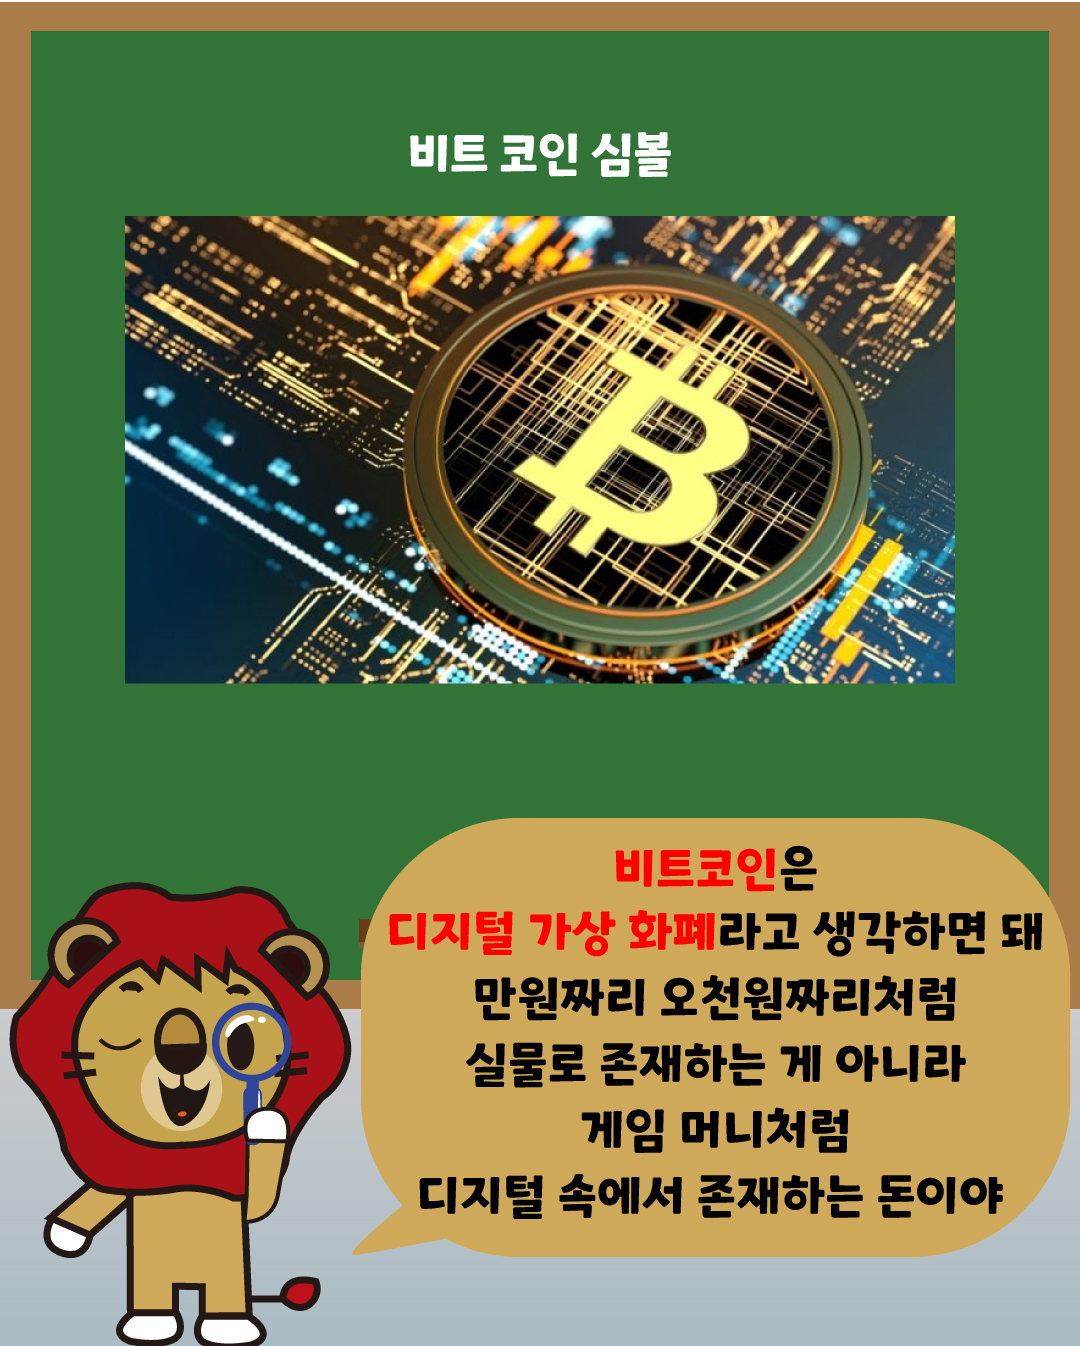 비트 코인 심볼
비트코인은
디지털 가상 화폐라고 생각하면 돼
만원짜리 오천원짜리처럼
실물로 존재하는 게 아니라
게임 머니처럼
디지털 속에서 존재하는 돈이야